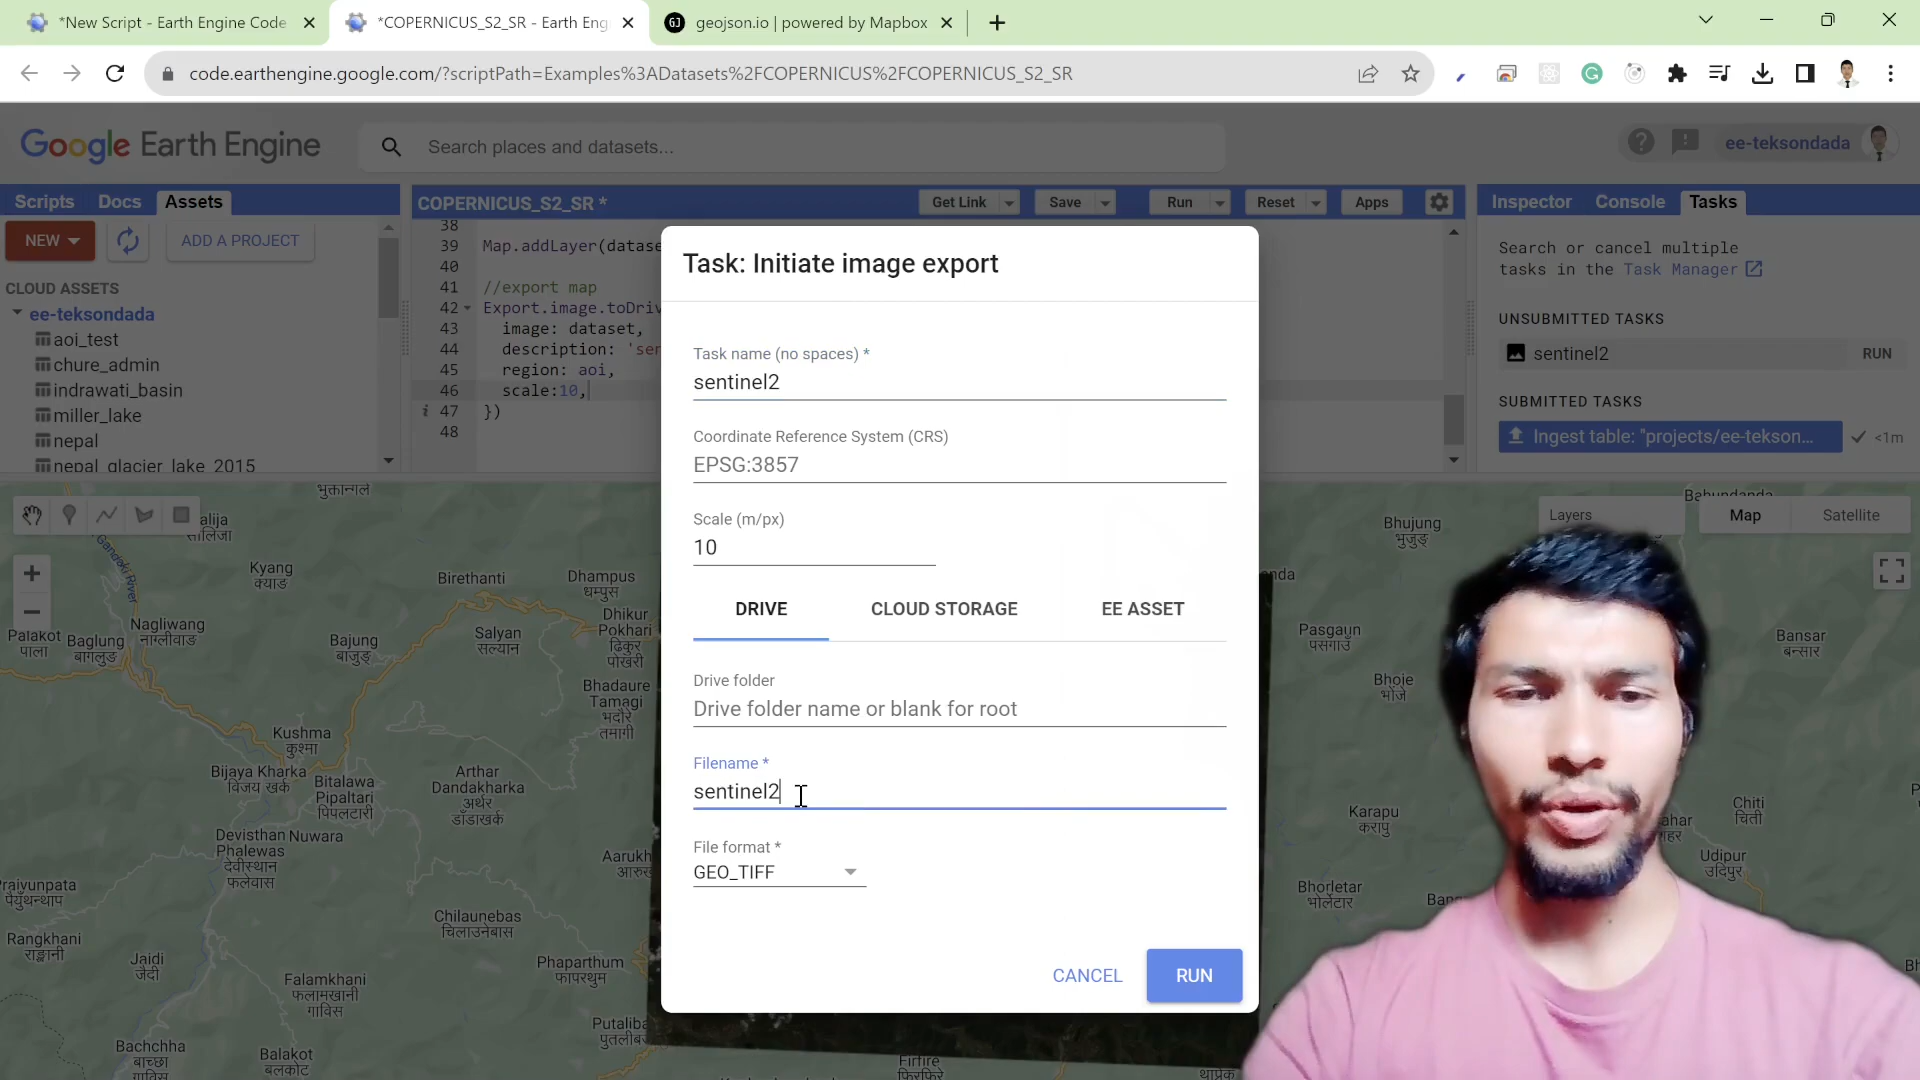 *New Script - Earth Engine Code
*COPERNICUS_S2_SR - Earth Eng
geojson.io | powered by Mapbox
code.earthengine.google.com/?scriptPath=Examples%3ADatasets%2FCOPERNICUS%2FCOPERNICUS_S2_SR
Google Earth Engine
Search places and datasets...
ee-teksondada
Scripts
Docs
Assets
COPERNICUS_S2_SR *
Get Link
Save
Run
Reset
Apps
Inspector
Console
Tasks
NEW
ADD A PROJECT
CLOUD ASSETS
ee-teksondada
aoi_test
chure_admin
indrawati_basin
miller_lake
nepal
nepal_glacier_lake_2015
38
39 Map.addLayer(datase
40
41 //export map
42 Export.image.toDriv
43 image: dataset,
44 description: 'sen
45 region: aoi,
46 scale:10,
47 })
48
Search or cancel multiple
tasks in the Task Manager
UNSUBMITTED TASKS
sentinel2
RUN
SUBMITTED TASKS
Ingest table: "projects/ee-tekson...
<1m
Task: Initiate image export
Task name (no spaces) *
sentinel2
Coordinate Reference System (CRS)
EPSG:3857
Scale (m/px)
10
DRIVE
CLOUD STORAGE
EE ASSET
Drive folder
Drive folder name or blank for root
Filename *
sentinel2
File format *
GEO_TIFF
CANCEL
RUN
Layers
Map
Satellite
Gandaki River
Kyang
क्याङ
Birethanti
Dhampus
धम्पुस
Dhikur
Pokhari
ढिकुर
पोखरी
Nagliwang
नाग्लीवाङ
Palakot
पाला
Baglung
बागलुङ
Bajung
बाजुङ
Salyan
सल्यान
Bhadaure
Tamagi
भदौरे
तमागी
Kushma
कुश्मा
Bijaya Kharka
विजय खर्क
Bitalawa
Pipaltari
पिपलटारी
Arthar
Dandakharka
अर्थर
डाँडाखर्क
Devisthan
Phalewas
देवीस्थान
फलेवास
Nuwara
Chilaunebas
चिलाउनेबास
Rangkhani
Jaidi
जैदी
Falamkhani
फलामखानी
गाविस
Phaparthum
फापरथुम
Bachchha
बाच्छा
गाविस
Balakot
बलकोट
Bhujung
भुजुङ
Pasgaun
पसगाउँ
Bansar
बन्सार
Bhoje
भोजे
Karapu
करापु
Chiti
चिती
Udipur
उदिपुर
Bhorletar
भोर्लेटार